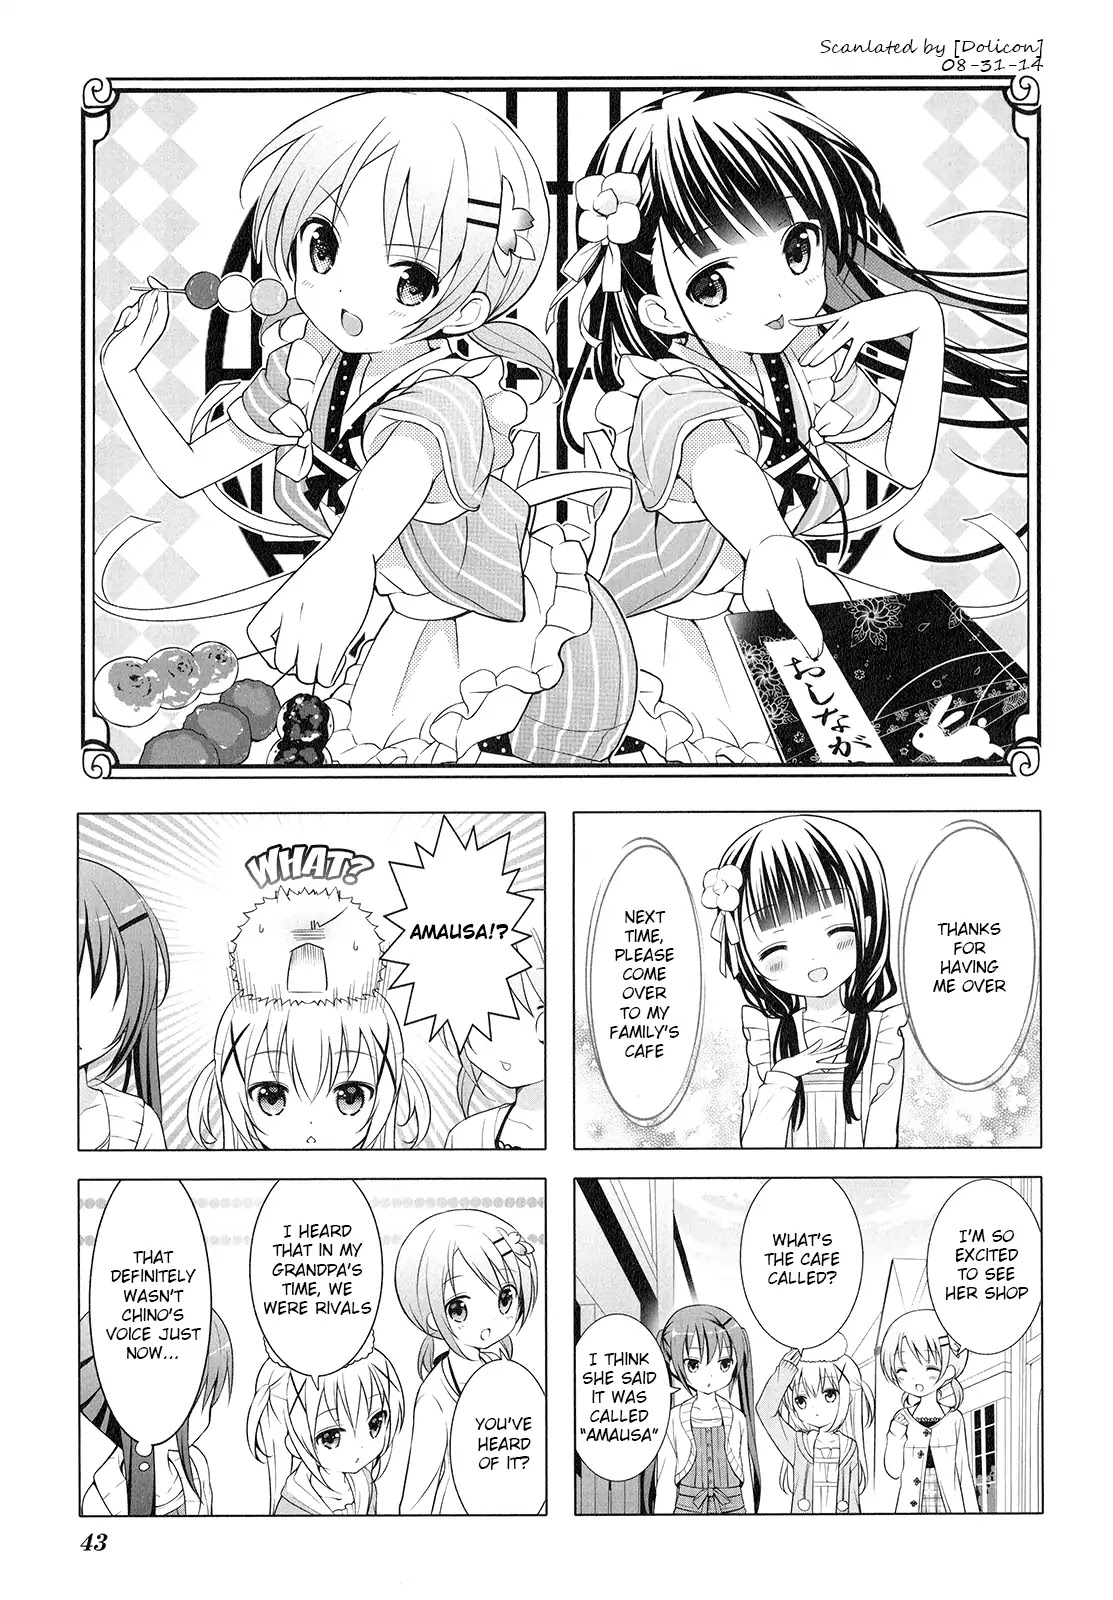 Scanlated by [Dolicon]
08-31-14
おしながき
THANKS
FOR
HAVING
ME OVER
NEXT
TIME,
PLEASE
COME
OVER
TO MY
FAMILY'S
CAFE
I'M SO
EXCITED
TO SEE
HER SHOP
WHAT'S
THE CAFE
CALLED?
I THINK
SHE SAID
IT WAS
CALLED
"AMAUSA"
AMAUSA!?
WHAT?
YOU'VE
HEARD
OF IT?
I HEARD
THAT IN MY
GRANDPA'S
TIME, WE
WERE RIVALS
THAT
DEFINITELY
WASN'T
CHINO'S
VOICE JUST
NOW...
43